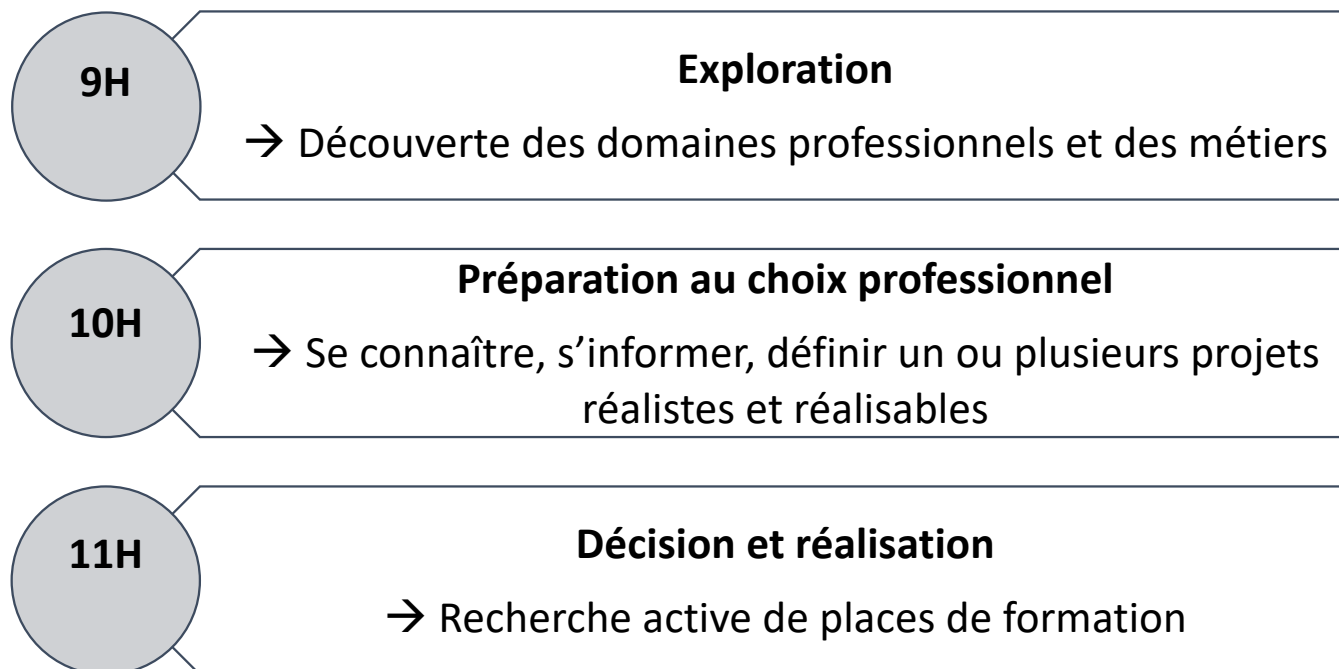 9H
Exploration
→ Découverte des domaines professionnels et des métiers
10H
Préparation au choix professionnel
→ Se connaître, s’informer, définir un ou plusieurs projets
réalistes et réalisables
11H
Décision et réalisation
→ Recherche active de places de formation